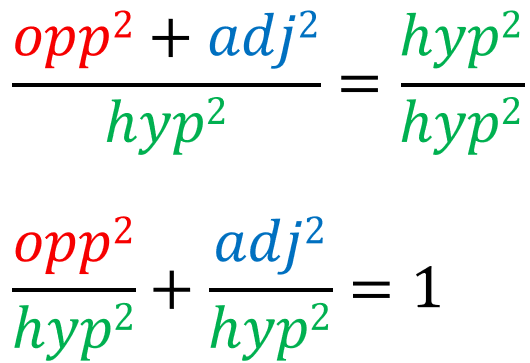 opp² + adj² / hyp² = hyp² / hyp²
opp² / hyp² + adj² / hyp² = 1